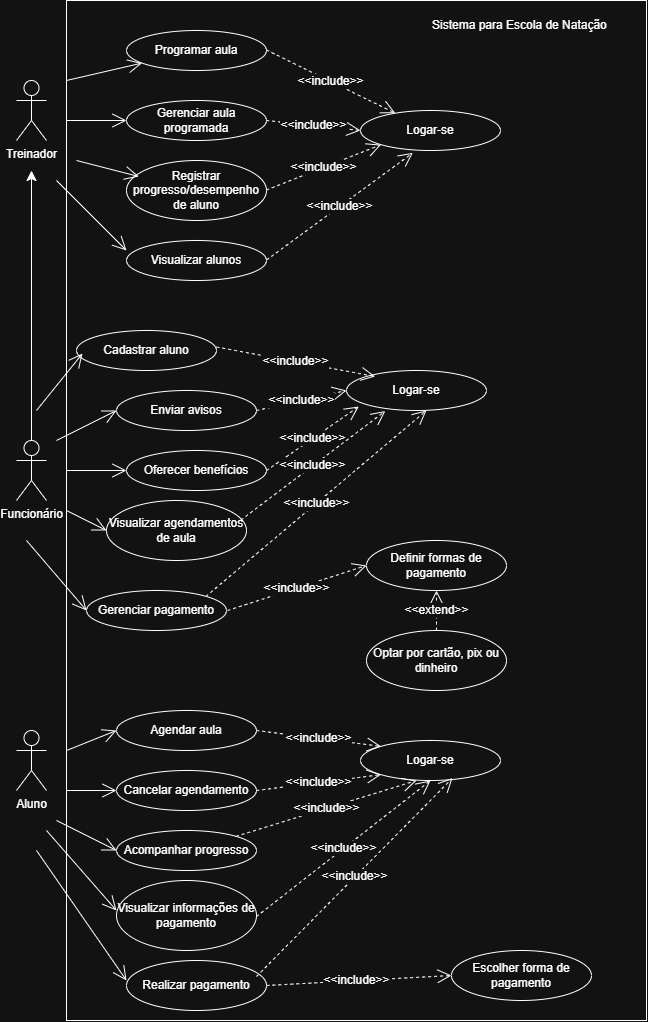 Sistema para Escola de Natação
Programar aula
<<include>>
Gerenciar aula
programada
<<include>>
Logar-se
Treinador
Registrar
progresso/desempenho
de aluno
<<include>>
<<include>>
Visualizar alunos
Cadastrar aluno
<<include>>
Logar-se
Enviar avisos
<<include>>
<<include>>
Oferecer benefícios
<<include>>
Funcionário
Visualizar agendamentos
de aula
<<include>>
Definir formas de
pagamento
<<include>>
Gerenciar pagamento
<<extend>>
Optar por cartão, pix ou
dinheiro
Agendar aula
<<include>>
Logar-se
Cancelar agendamento
<<include>>
Aluno
<<include>>
Acompanhar progresso
<<include>>
<<include>>
Visualizar informações de
pagamento
Realizar pagamento
<<include>>
Escolher forma de
pagamento